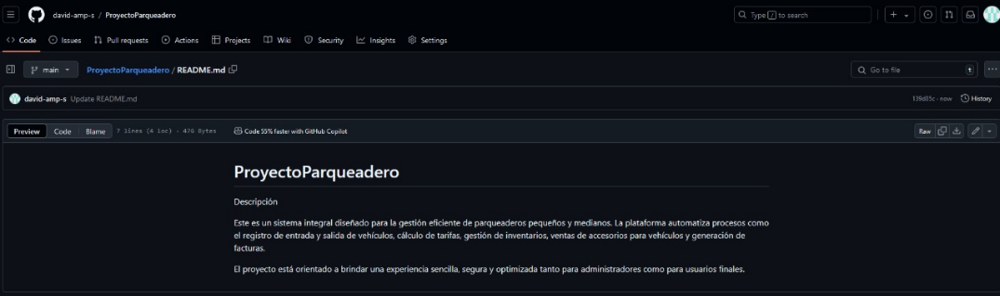 david-amp-s / ProyectoParqueadero
Type / to search
Code Issues Pull requests Actions Projects Wiki Security Insights Settings
main ProyectoParqueadero / README.md
Go to file t
david-amp-s Update README.md
139d85c · now History
Preview Code Blame 7 lines (4 loc) · 476 Bytes
Code 55% faster with GitHub Copilot
Raw
ProyectoParqueadero
Descripción
Este es un sistema integral diseñado para la gestión eficiente de parqueaderos pequeños y medianos. La plataforma automatiza procesos como
el registro de entrada y salida de vehículos, cálculo de tarifas, gestión de inventarios, ventas de accesorios para vehículos y generación de
facturas.
El proyecto está orientado a brindar una experiencia sencilla, segura y optimizada tanto para administradores como para usuarios finales.